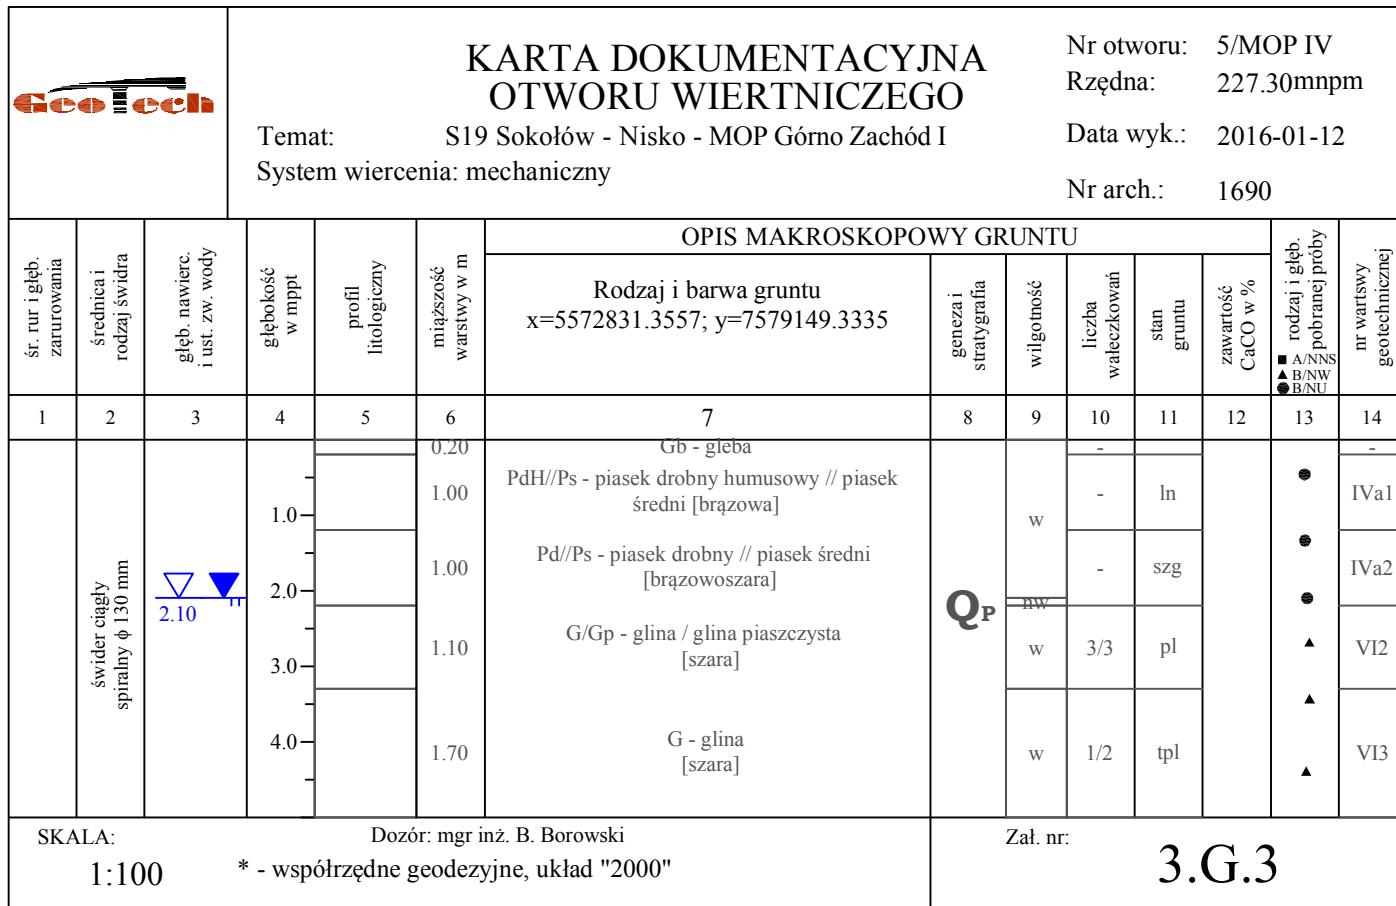 GeoTech
KARTA DOKUMENTACYJNA
OTWORU WIERTNICZEGO
Temat: S19 Sokołów - Nisko - MOP Górno Zachód I
System wiercenia: mechaniczny
Nr otworu: 5/MOP IV
Rzędna: 227.30mnpm
Data wyk.: 2016-01-12
Nr arch.: 1690
śr. rur i głęb.
zarurowania
średnica i
rodzaj świdra
głęb. nawierc.
i ust. zw. wody
głębokość
w mppt
profil
litologiczny
miąższość
warstwy w m
OPIS MAKROSKOPOWY GRUNTU
Rodzaj i barwa gruntu
x=5572831.3557; y=7579149.3335
geneza i
stratygrafia
wilgotność
liczba
wałeczkowań
stan
gruntu
zawartość
CaCO w %
rodzaj i głęb.
pobranej próby
■ A/NNS
▲ B/NW
● B/NU
nr wartswy
geotechnicznej
1 2 3 4 5 6 7 8 9 10 11 12 13 14
0.20 Gb - gleba - -
PdH//Ps - piasek drobny humusowy // piasek
średni [brązowa]
1.00 - ln IVa1
1.0
w
Pd//Ps - piasek drobny // piasek średni
[brązowoszara]
1.00 - szg IVa2
2.0
2.10
świder ciągły
spiralny ϕ 130 mm
QP
nw
G/Gp - glina / glina piaszczysta
[szara]
1.10 w 3/3 pl VI2
3.0
4.0
G - glina
[szara]
1.70 w 1/2 tpl VI3
SKALA:
1:100
Dozór: mgr inż. B. Borowski
* - współrzędne geodezyjne, układ "2000"
Zał. nr:
3.G.3